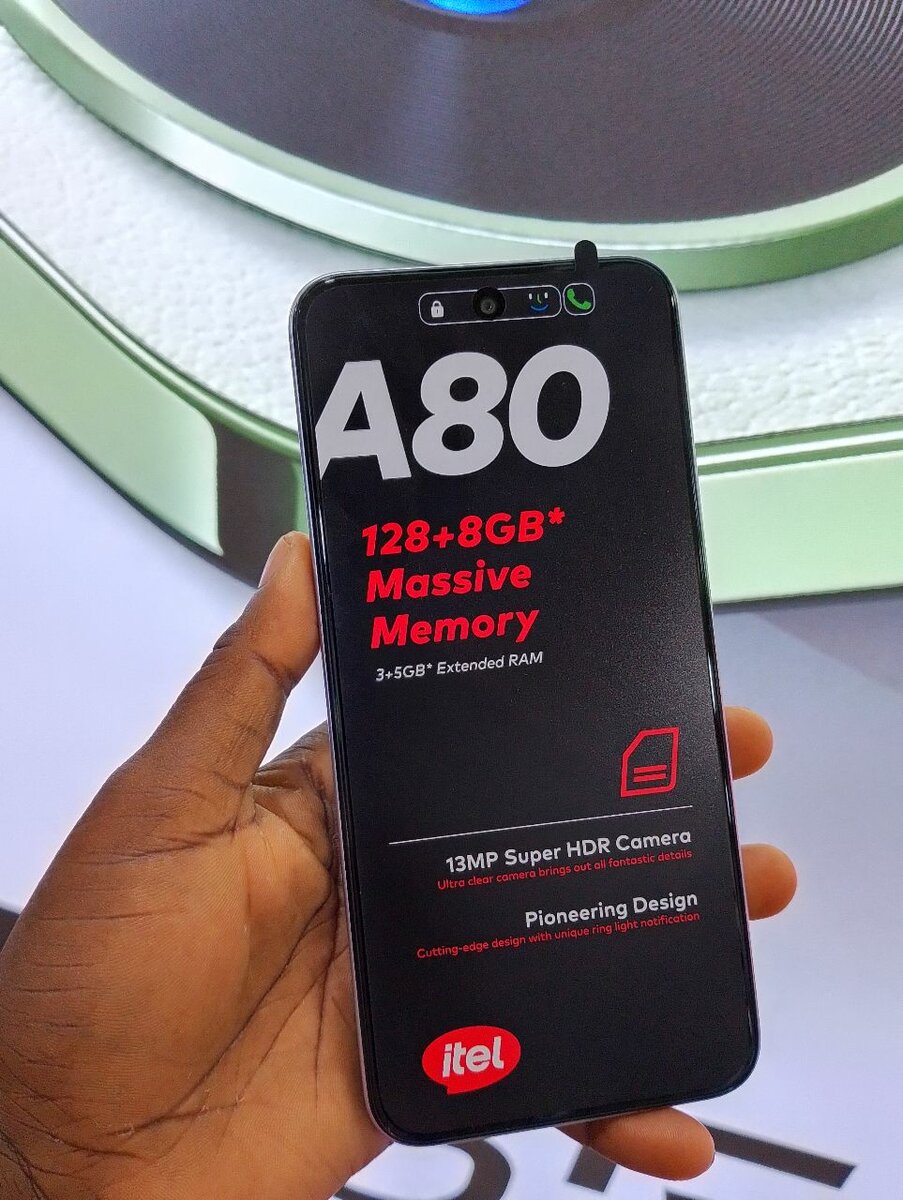 A80
128+8GB*
Massive
Memory
3+5GB* Extended RAM
13MP Super HDR Camera
Ultra clear camera brings out all fantastic details
Pioneering Design
Cutting-edge design with unique ring light notification
itel